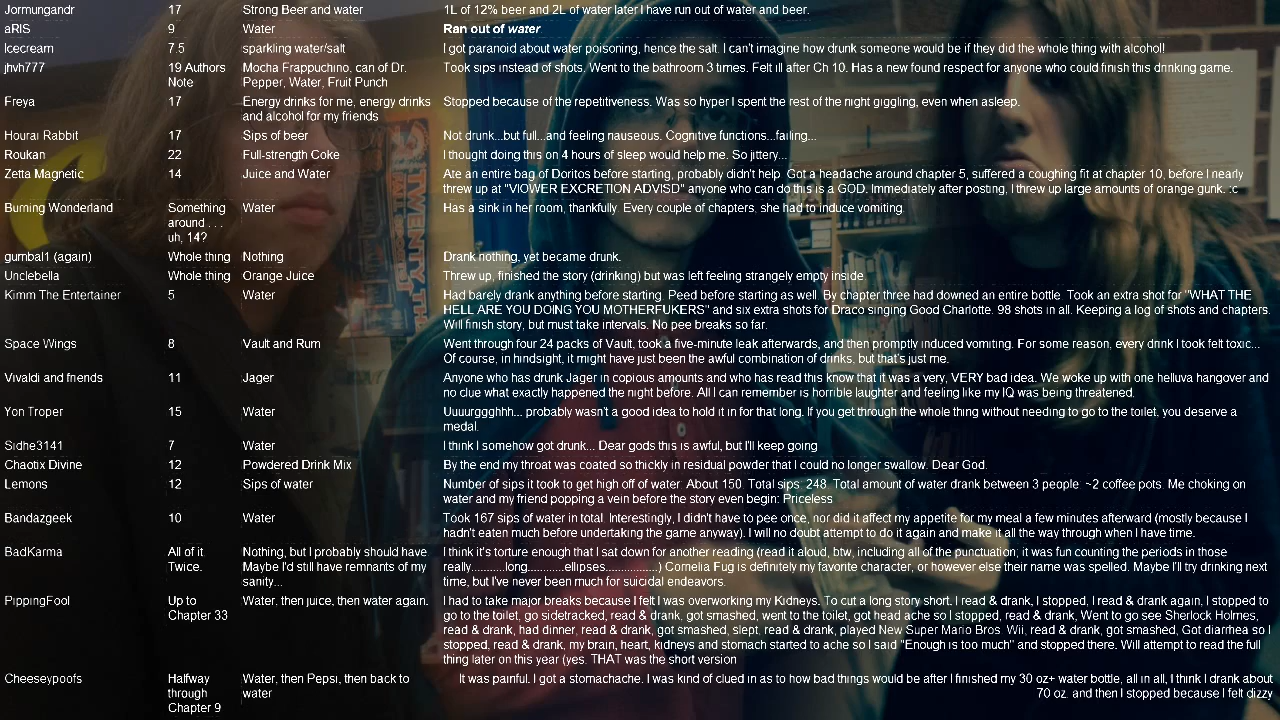 Jormungandr 17 Strong Beer and water 1L of 12% beer and 2L of water later I have run out of water and beer.
aRIS 9 Water Ran out of water
Icecream 7.5 sparkling water/salt I got paranoid about water poisoning, hence the salt. I can't imagine how drunk someone would be if they did the whole thing with alcohol!
jhvh777 19 Authors Mocha Frappuchino, can of Dr. Took sips instead of shots. Went to the bathroom 3 times. Felt ill after Ch 10. Has a new found respect for anyone who could finish this drinking game.
Note Pepper, Water, Fruit Punch
Freya 17 Energy drinks for me, energy drinks Stopped because of the repetitiveness. Was so hyper I spent the rest of the night giggling, even when asleep.
and alcohol for my friends
Hourai Rabbit 17 Sips of beer Not drunk...but full...and feeling nauseous. Cognitive functions...failing...
Roukan 22 Full-strength Coke I thought doing this on 4 hours of sleep would help me. So jittery...
Zetta Magnetic 14 Juice and Water Ate an entire bag of Doritos before starting, probably didn't help. Got a headache around chapter 5, suffered a coughing fit at chapter 10, before I nearly
threw up at "VIOWER EXCRETION ADVISD" anyone who can do this is a GOD. Immediately after posting, I threw up large amounts of orange gunk. :c
Burning Wonderland Something Water Has a sink in her room, thankfully. Every couple of chapters, she had to induce vomiting.
around . . .
uh, 14?
gumbal1 (again) Whole thing Nothing Drank nothing, yet became drunk.
Unclebella Whole thing Orange Juice Threw up, finished the story (drinking) but was left feeling strangely empty inside
Kimm The Entertainer 5 Water Had barely drank anything before starting. Peed before starting as well. By chapter three had downed an entire bottle. Took an extra shot for "WHAT THE
HELL ARE YOU DOING YOU MOTHERFUKERS" and six extra shots for Draco singing Good Charlotte. 98 shots in all. Keeping a log of shots and chapters.
Will finish story, but must take intervals. No pee breaks so far.
Space Wings 8 Vault and Rum Went through four 24 packs of Vault, took a five-minute leak afterwards, and then promptly induced vomiting. For some reason, every drink I took felt toxic...
Of course, in hindsight, it might have just been the awful combination of drinks, but that's just me.
Vivaldi and friends 11 Jager Anyone who has drunk Jager in copious amounts and who has read this know that it was a very, VERY bad idea. We woke up with one helluva hangover and
no clue what exactly happened the night before. All I can remember is horrible laughter and feeling like my IQ was being threatened.
Yon Troper 15 Water Uuuurggghhh... probably wasn't a good idea to hold it in for that long. If you get through the whole thing without needing to go to the toilet, you deserve a
medal.
Sidhe3141 7 Water I think I somehow got drunk... Dear gods this is awful, but I'll keep going
Chaotix Divine 12 Powdered Drink Mix By the end my throat was coated so thickly in residual powder that I could no longer swallow. Dear God.
Lemons 12 Sips of water Number of sips it took to get high off of water: About 150. Total sips: 248. Total amount of water drank between 3 people: ~2 coffee pots. Me choking on
water and my friend popping a vein before the story even begin: Priceless
Bandazgeek 10 Water Took 167 sips of water in total. Interestingly, I didn't have to pee once, nor did it affect my appetite for my meal a few minutes afterward (mostly because I
hadn't eaten much before undertaking the game anyway). I will no doubt attempt to do it again and make it all the way through when I have time.
BadKarma All of it. Nothing, but I probably should have. I think it's torture enough that I sat down for another reading (read it aloud, btw, including all of the punctuation; it was fun counting the periods in those
Twice. Maybe I'd still have remnants of my really...........long............ellipses................) Cornelia Fug is definitely my favorite character, or however else their name was spelled. Maybe I'll try drinking next
sanity... time, but I've never been much for suicidal endeavors.
PippingFool Up to Water, then juice, then water again. I had to take major breaks because I felt I was overworking my Kidneys. To cut a long story short, I read & drank, I stopped, I read & drank again, I stopped to
Chapter 33 go to the toilet, go sidetracked, read & drank, got smashed, went to the toilet, got head ache so I stopped, read & drank, Went to go see Sherlock Holmes,
read & drank, had dinner, read & drank, got smashed, slept, read & drank, played New Super Mario Bros. Wii, read & drank, got smashed, Got diarrhea so I
stopped, read & drank, my brain, heart, kidneys and stomach started to ache so I said "Enough is too much" and stopped there. Will attempt to read the full
thing later on this year (yes, THAT was the short version
Cheeseypoofs Halfway Water, then Pepsi, then back to It was painful. I got a stomachache. I was kind of clued in as to how bad things would be after I finished my 30 oz+ water bottle, all in all, I think I drank about
through water 70 oz. and then I stopped because I felt dizzy
Chapter 9